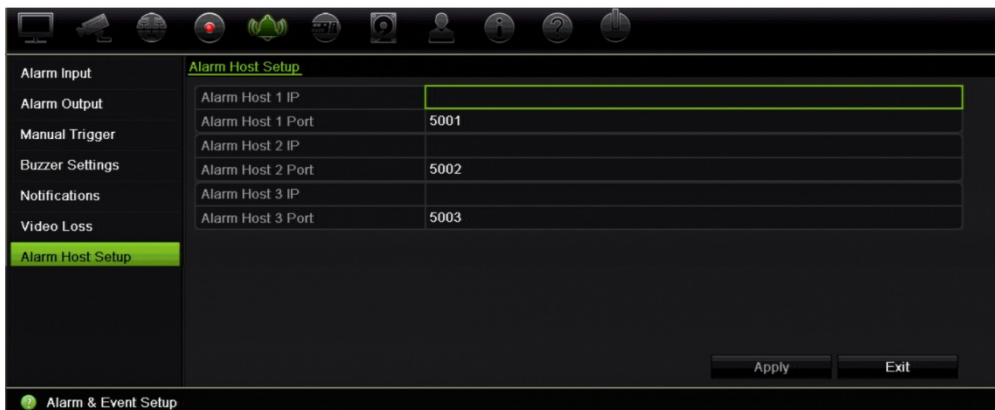 Alarm Input
Alarm Output
Manual Trigger
Buzzer Settings
Notifications
Video Loss
Alarm Host Setup
Alarm Host Setup
Alarm Host 1 IP
Alarm Host 1 Port 5001
Alarm Host 2 IP
Alarm Host 2 Port 5002
Alarm Host 3 IP
Alarm Host 3 Port 5003
Apply Exit
Alarm & Event Setup